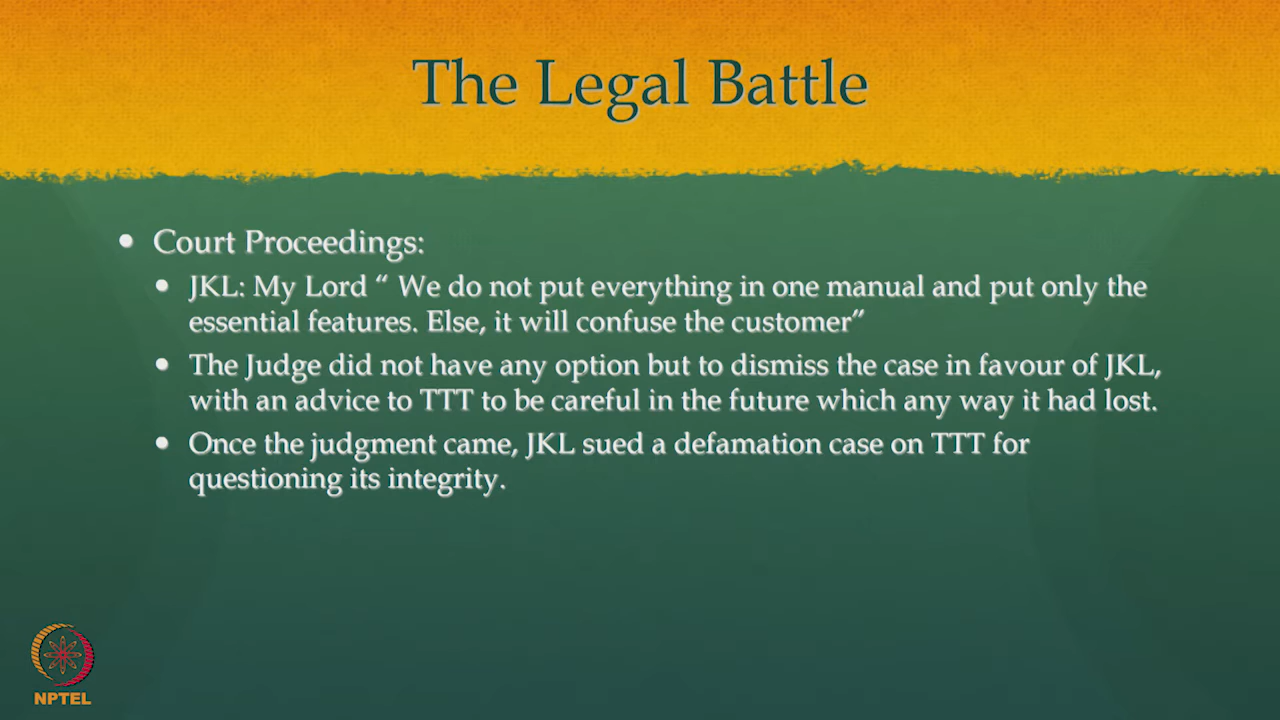 The Legal Battle
• Court Proceedings:
• JKL: My Lord “ We do not put everything in one manual and put only the
essential features. Else, it will confuse the customer”
• The Judge did not have any option but to dismiss the case in favour of JKL,
with an advice to TTT to be careful in the future which any way it had lost.
• Once the judgment came, JKL sued a defamation case on TTT for
questioning its integrity.
NPTEL